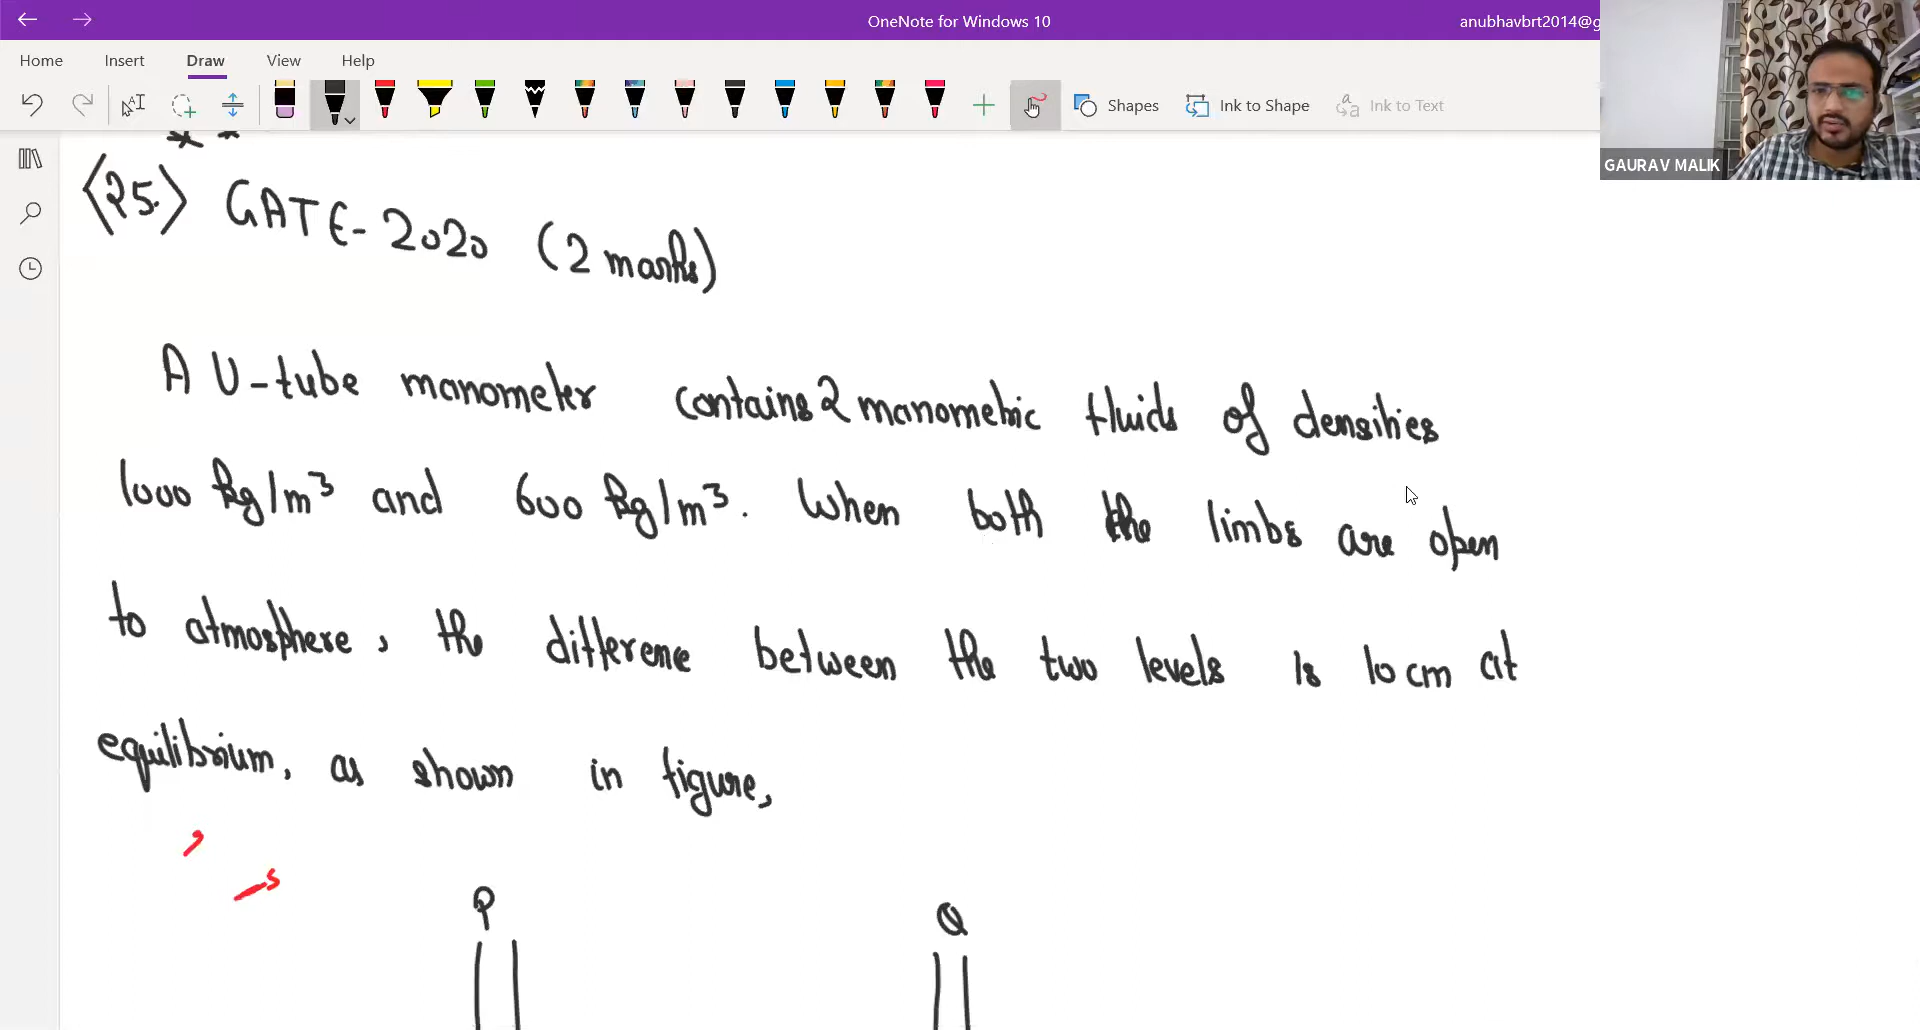 OneNote for Windows 10
anubhavbrt2014@g
Home Insert Draw View Help
Shapes Ink to Shape Ink to Text
GAURAV MALIK
<25.> GATE-2020 (2 marks)
A U-tube manometer contains 2 manometric fluids of densities
1000 kg/m³ and 600 kg/m³. When both the limbs are open
to atmosphere, the difference between the two levels is 10 cm at
equilibrium, as shown in figure,
P
Q